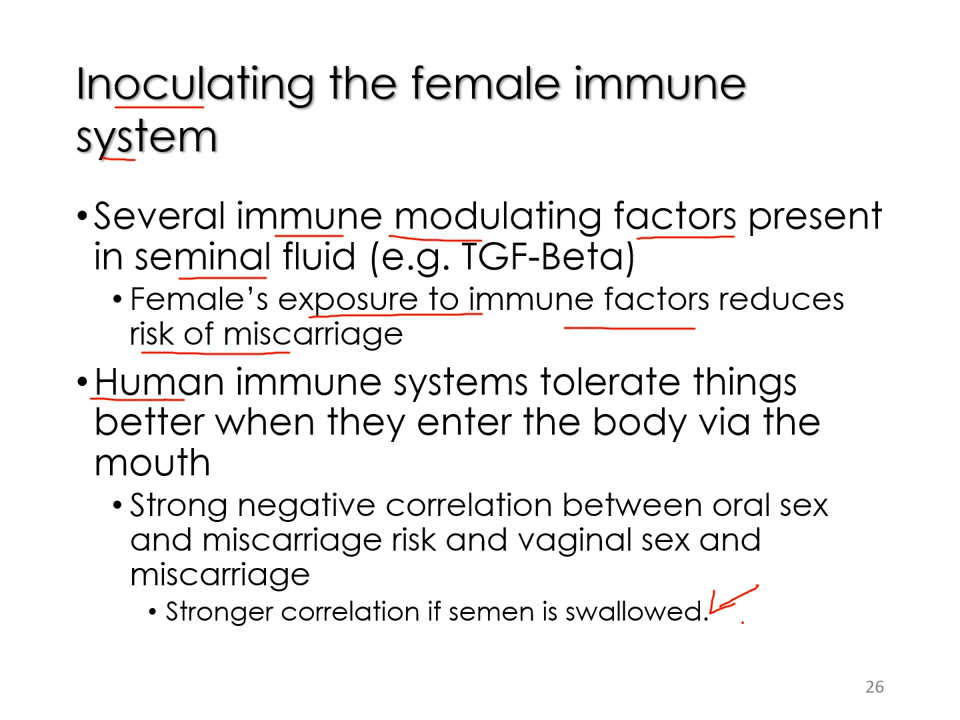 Inoculating the female immune
system
• Several immune modulating factors present
in seminal fluid (e.g. TGF-Beta)
• Female's exposure to immune factors reduces
risk of miscarriage
• Human immune systems tolerate things
better when they enter the body via the
mouth
• Strong negative correlation between oral sex
and miscarriage risk and vaginal sex and
miscarriage
• Stronger correlation if semen is swallowed.
26